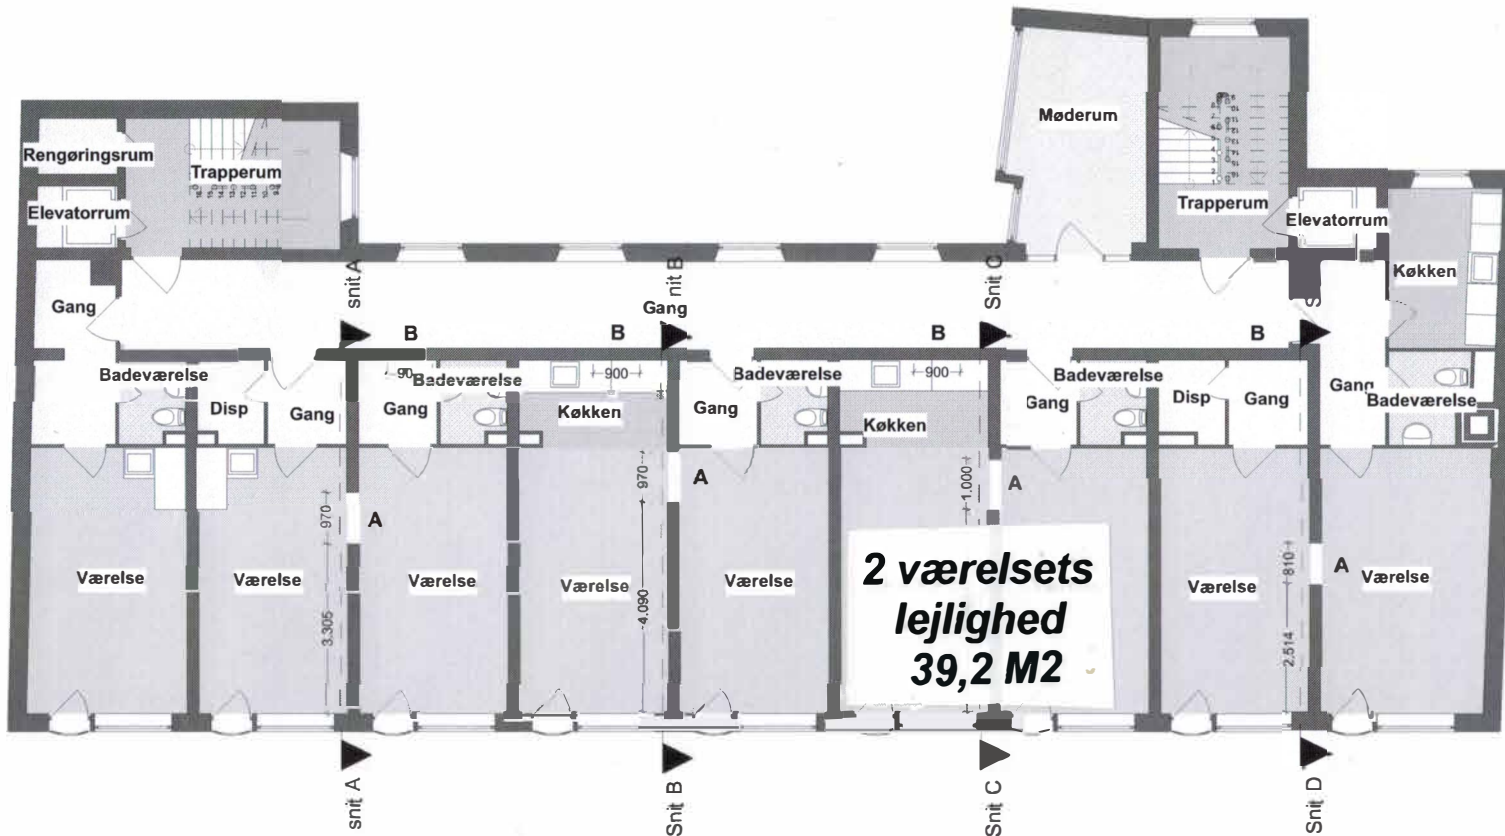 Møderum
Rengøringsrum
Trapperum
Elevatorrum
Trapperum
Elevatorrum
Køkken
Gang
snit A
nit B
Snit C
S
Gang
B
B
B
B
Badeværelse
Disp
Gang
Badeværelse
Gang
900
Køkken
Gang
Badeværelse
900
Køkken
Badeværelse
Gang
Disp
Gang
Gang
Badeværelse
970
A
970
A
1.000
A
810
A
Værelse
Værelse
Værelse
Værelse
Værelse
Værelse
Værelse
3.305
4.090
2.514
2 værelsets
lejlighed
39,2 M2
snit A
Snit B
Snit C
Snit D